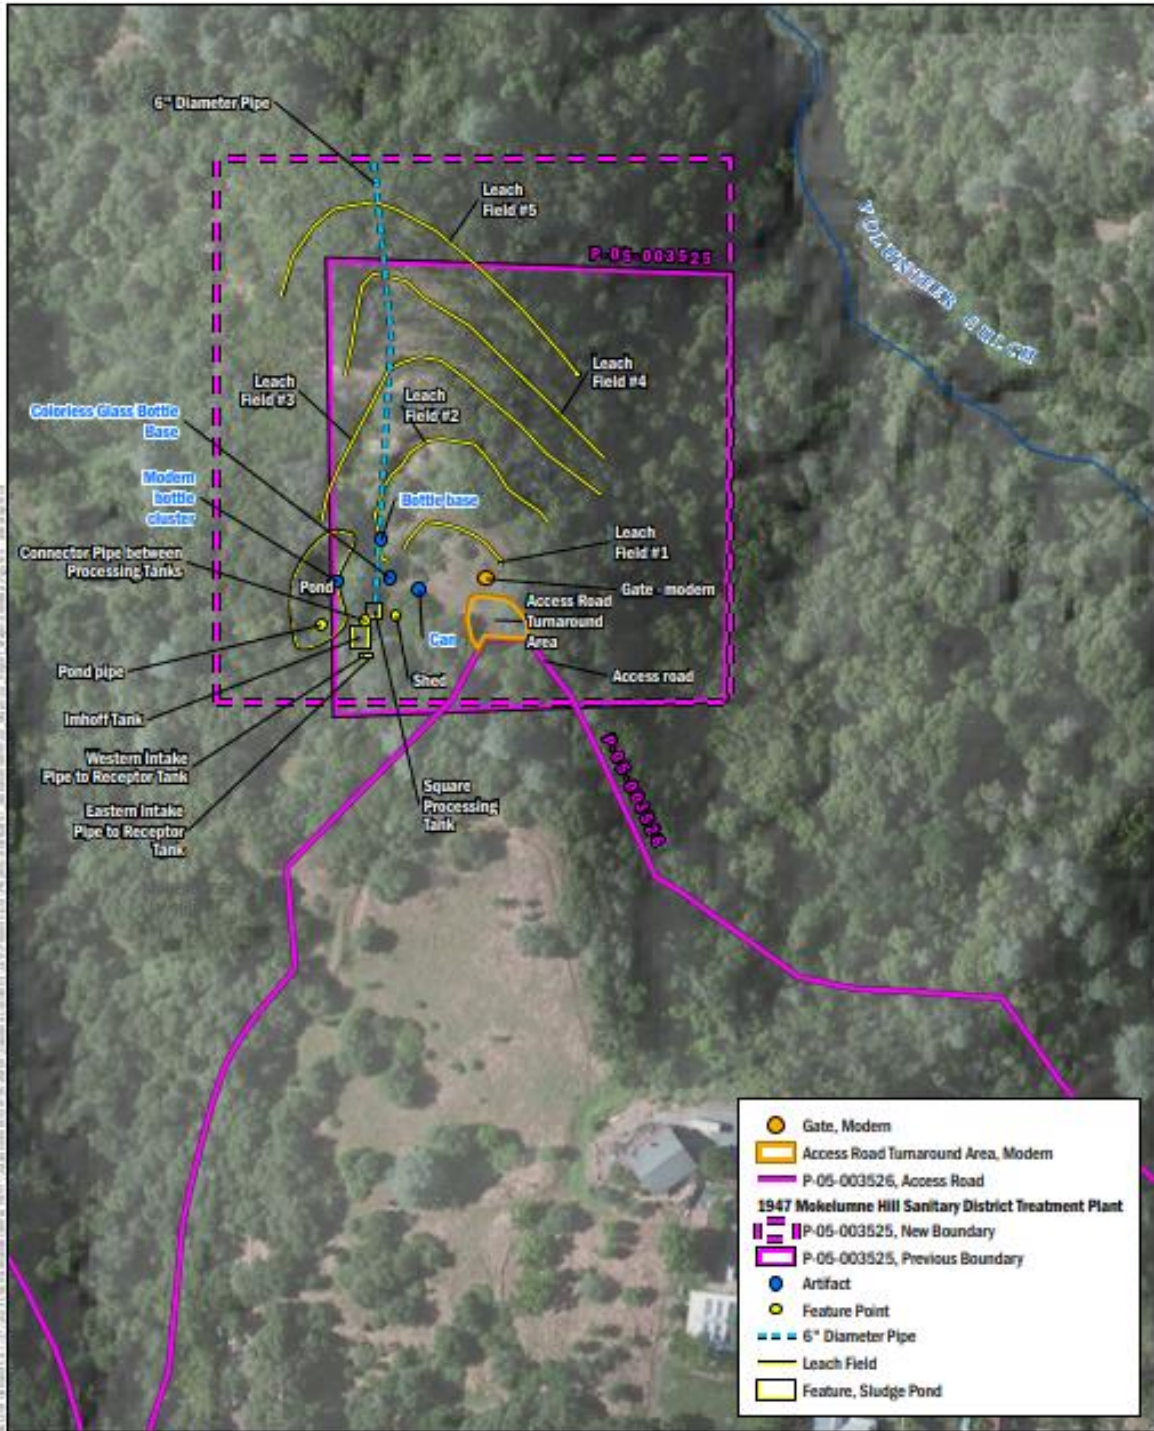 6" Diameter Pipe
Leach
Field #5
P-05-003525
VOLUNTEER GULCH
Leach
Field #4
Leach
Field #3
Leach
Field #2
Colorless Glass Bottle
Base
Modern
bottle
cluster
Bottle base
Connector Pipe between
Processing Tanks
Leach
Field #1
Pond
Gate - modern
Access Road
Turnaround
Area
Can
Pond pipe
Shed
Access road
Imhoff Tank
Western Intake
Pipe to Receptor Tank
P-05-003526
Square
Processing
Tank
Eastern Intake
Pipe to Receptor
Tank
Gate, Modern
Access Road Turnaround Area, Modern
P-05-003526, Access Road
1947 Mokelumne Hill Sanitary District Treatment Plant
P-05-003525, New Boundary
P-05-003525, Previous Boundary
Artifact
Feature Point
6" Diameter Pipe
Leach Field
Feature, Sludge Pond